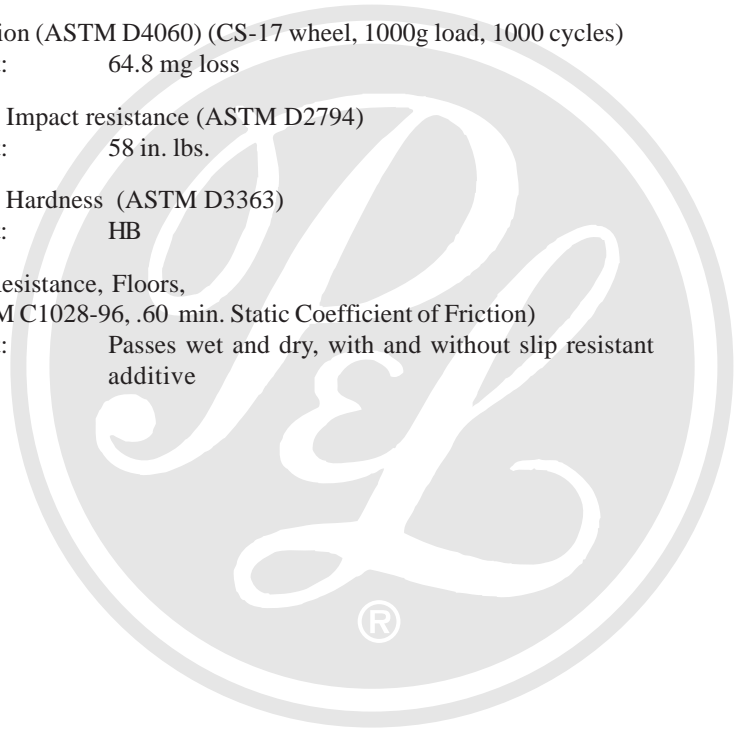 ion (ASTM D4060) (CS-17 wheel, 1000g load, 1000 cycles)
: 64.8 mg loss
Impact resistance (ASTM D2794)
: 58 in. lbs.
Hardness (ASTM D3363)
: HB
esistance, Floors,
M C1028-96, .60 min. Static Coefficient of Friction)
: Passes wet and dry, with and without slip resistant
additive
P&L
®